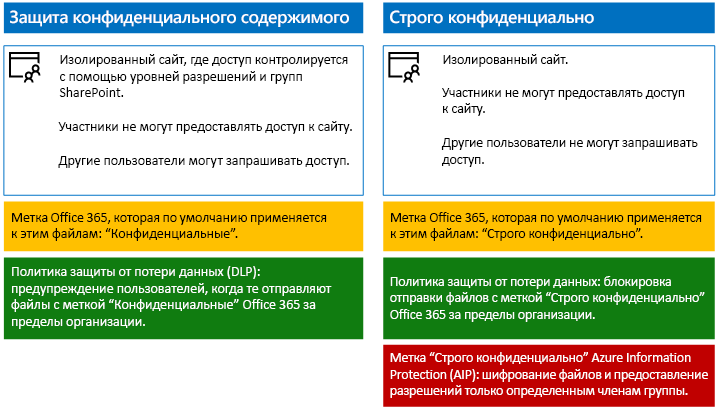 Защита конфиденциального содержимого
Изолированный сайт, где доступ контролируется
с помощью уровней разрешений и групп
SharePoint.
Участники не могут предоставлять доступ к сайту.
Другие пользователи могут запрашивать доступ.
Метка Office 365, которая по умолчанию применяется
к этим файлам: “Конфиденциальные”.
Политика защиты от потери данных (DLP):
предупреждение пользователей, когда те отправляют
файлы с меткой “Конфиденциальные” Office 365 за
пределы организации.
Строго конфиденциально
Изолированный сайт.
Участники не могут предоставлять доступ
к сайту.
Другие пользователи не могут запрашивать
доступ.
Метка Office 365, которая по умолчанию применяется
к этим файлам: “Строго конфиденциально”.
Политика защиты от потери данных: блокировка
отправки файлов с меткой “Строго конфиденциально”
Office 365 за пределы организации.
Метка “Строго конфиденциально” Azure Information
Protection (AIP): шифрование файлов и предоставление
разрешений только определенным членам группы.